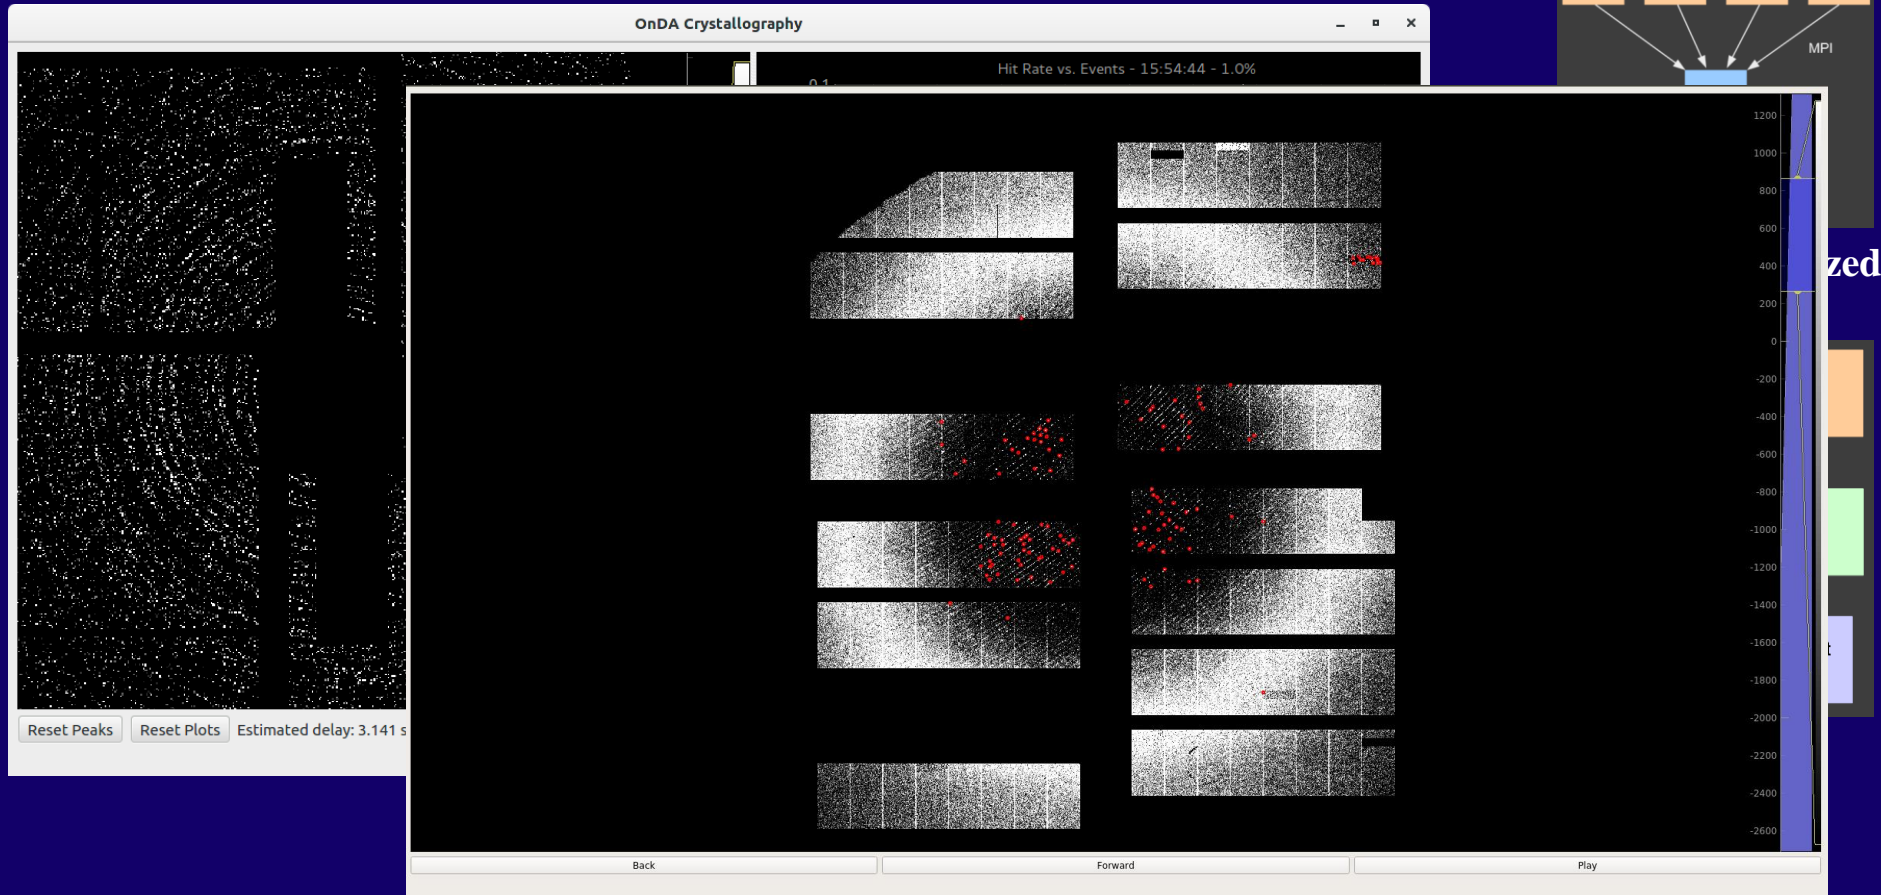 OnDA Crystallography
MPI
Hit Rate vs. Events - 15:54:44 - 1.0%
0.1
1200
1000
800
600
400
200
0
-200
-400
-600
-800
-1000
-1200
-1400
-1600
-1800
-2000
-2200
-2400
-2600
zed
t
Reset Peaks
Reset Plots
Estimated delay: 3.141 s
Back
Forward
Play